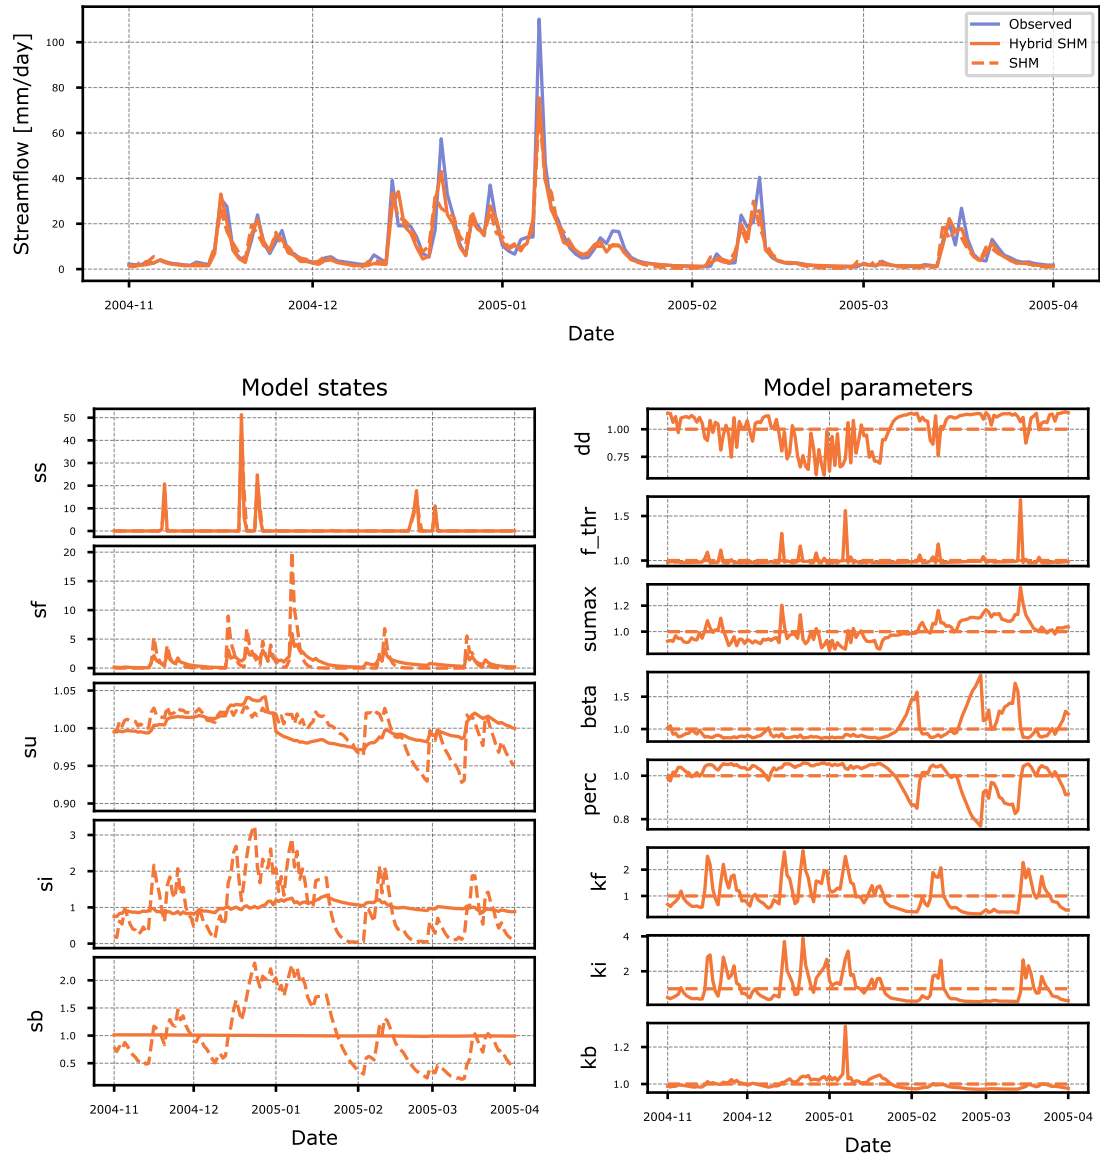 Streamflow [mm/day]
100
80
60
40
20
0
Observed
Hybrid SHM
SHM
2004-11 2004-12 2005-01 2005-02 2005-03 2005-04
Date
Model states
ss
50
40
30
20
10
0
sf
20
15
10
5
0
su
1.05
1.00
0.95
0.90
si
3
2
1
0
sb
2.0
1.5
1.0
0.5
2004-11 2004-12 2005-01 2005-02 2005-03 2005-04
Date
Model parameters
dd
1.00
0.75
f_thr
1.5
1.0
sumax
1.2
1.0
beta
1.5
1.0
perc
1.0
0.8
kf
2
1
ki
4
2
kb
1.2
1.0
2004-11 2004-12 2005-01 2005-02 2005-03 2005-04
Date